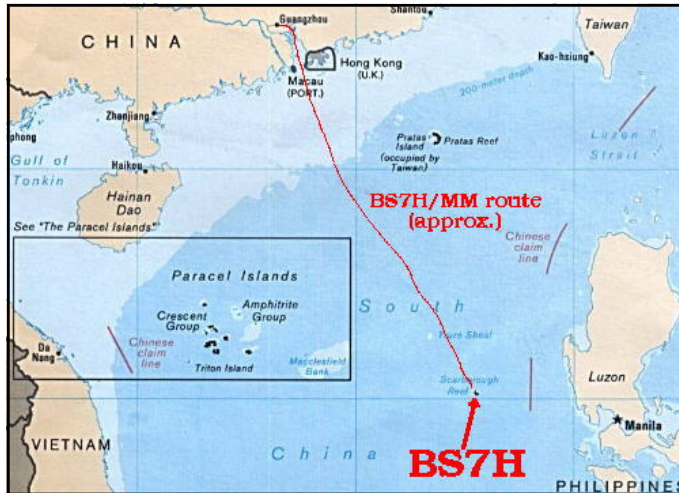 Guangzhou
Shantou
Taiwan
CHINA
Hong Kong
(U.K.)
Macau
(PORT.)
Kao-hsiung
200-meter depth
Zhanjiang
phong
Pratas
Island
(occupied by
Taiwan)
Pratas Reef
Luzon
Strait
Gulf of
Tonkin
Haikou
Hainan
Dao
See "The Paracel Islands."
BS7H/MM route
(approx.)
Chinese
claim
line
Paracel Islands
Amphitrite
Group
Crescent
Group
South
Da
Nang
Chinese
claim
line
Triton Island
Macclesfield
Bank
Truro Shoal
Scarborough
Reef
Luzon
Manila
BS7H
VIETNAM
China
PHILIPPINES